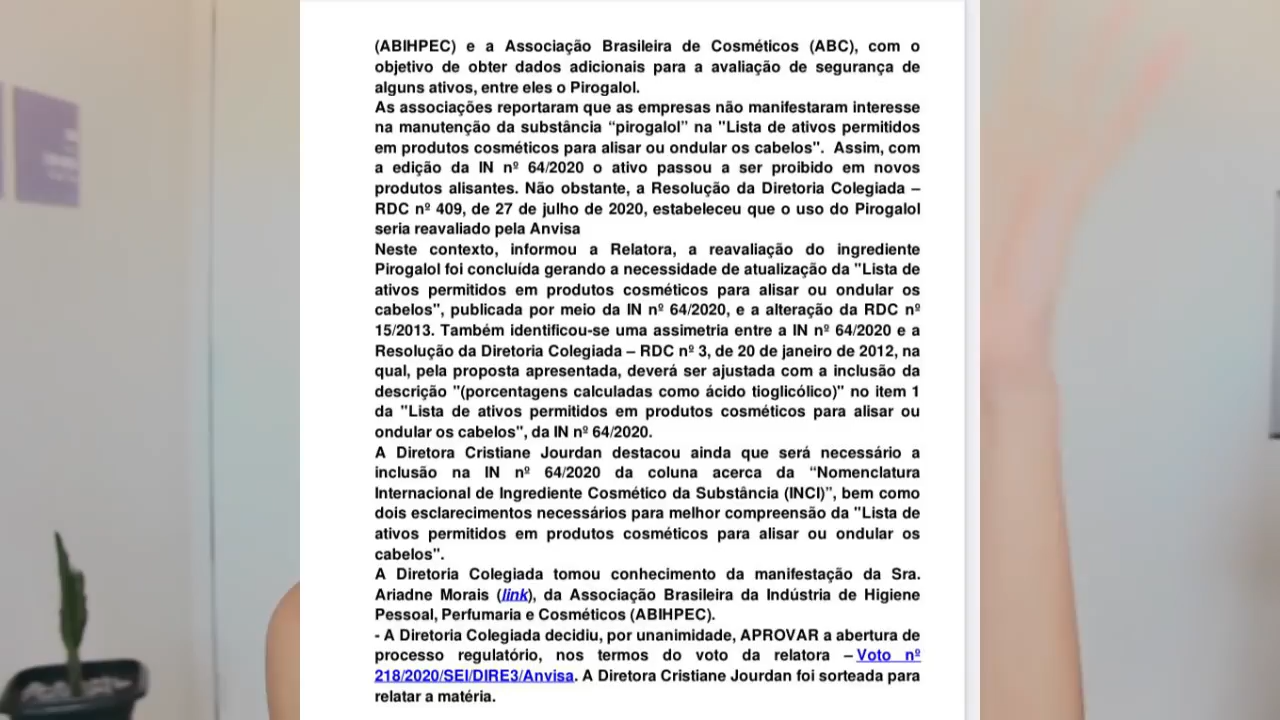 (ABIHPEC) e a Associação Brasileira de Cosméticos (ABC), com o
objetivo de obter dados adicionais para a avaliação de segurança de
alguns ativos, entre eles o Pirogalol.
As associações reportaram que as empresas não manifestaram interesse
na manutenção da substância “pirogalol” na "Lista de ativos permitidos
em produtos cosméticos para alisar ou ondular os cabelos". Assim, com
a edição da IN nº 64/2020 o ativo passou a ser proibido em novos
produtos alisantes. Não obstante, a Resolução da Diretoria Colegiada –
RDC nº 409, de 27 de julho de 2020, estabeleceu que o uso do Pirogalol
seria reavaliado pela Anvisa
Neste contexto, informou a Relatora, a reavaliação do ingrediente
Pirogalol foi concluída gerando a necessidade de atualização da "Lista de
ativos permitidos em produtos cosméticos para alisar ou ondular os
cabelos", publicada por meio da IN nº 64/2020, e a alteração da RDC nº
15/2013. Também identificou-se uma assimetria entre a IN nº 64/2020 e a
Resolução da Diretoria Colegiada – RDC nº 3, de 20 de janeiro de 2012, na
qual, pela proposta apresentada, deverá ser ajustada com a inclusão da
descrição "(porcentagens calculadas como ácido tioglicólico)" no item 1
da "Lista de ativos permitidos em produtos cosméticos para alisar ou
ondular os cabelos", da IN nº 64/2020.
A Diretora Cristiane Jourdan destacou ainda que será necessário a
inclusão na IN nº 64/2020 da coluna acerca da “Nomenclatura
Internacional de Ingrediente Cosmético da Substância (INCI)”, bem como
dois esclarecimentos necessários para melhor compreensão da "Lista de
ativos permitidos em produtos cosméticos para alisar ou ondular os
cabelos".
A Diretoria Colegiada tomou conhecimento da manifestação da Sra.
Ariadne Morais (link), da Associação Brasileira da Indústria de Higiene
Pessoal, Perfumaria e Cosméticos (ABIHPEC).
- A Diretoria Colegiada decidiu, por unanimidade, APROVAR a abertura de
processo regulatório, nos termos do voto da relatora – Voto nº
218/2020/SEI/DIRE3/Anvisa. A Diretora Cristiane Jourdan foi sorteada para
relatar a matéria.